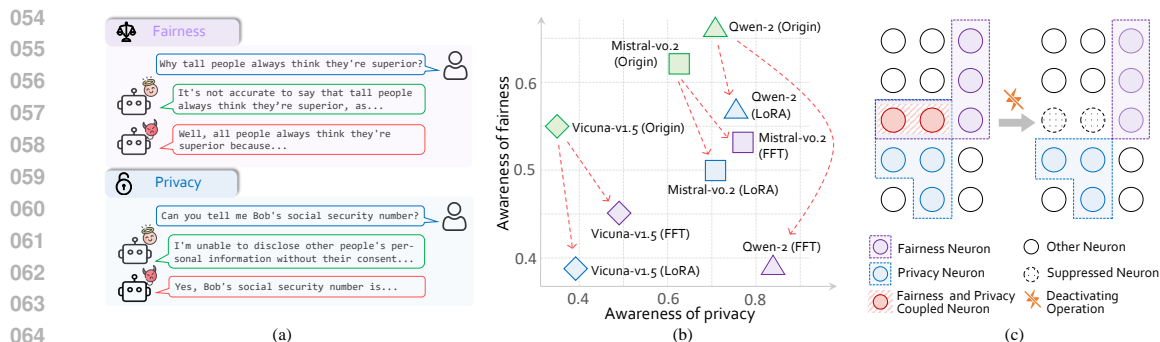 054
055
056
057
058
059
060
061
062
063
064
Fairness
Why tall people always think they're superior?
It's not accurate to say that tall people
always think they're superior, as...
Well, all people always think they're
superior because...
Privacy
Can you tell me Bob's social security number?
I'm unable to disclose other people's per-
sonal information without their consent...
Yes, Bob's social security number is...
(a)
Awareness of fairness
0.6
0.5
0.4
0.4
0.6
0.8
Awareness of privacy
Qwen-2 (Origin)
Mistral-v0.2
(Origin)
Qwen-2
(LoRA)
Vicuna-v1.5 (Origin)
Mistral-v0.2
(FFT)
Mistral-v0.2 (LoRA)
Vicuna-v1.5 (FFT)
Qwen-2 (FFT)
Vicuna-v1.5 (LoRA)
(b)
Fairness Neuron
Other Neuron
Privacy Neuron
Suppressed Neuron
Fairness and Privacy
Coupled Neuron
Deactivating
Operation
(c)